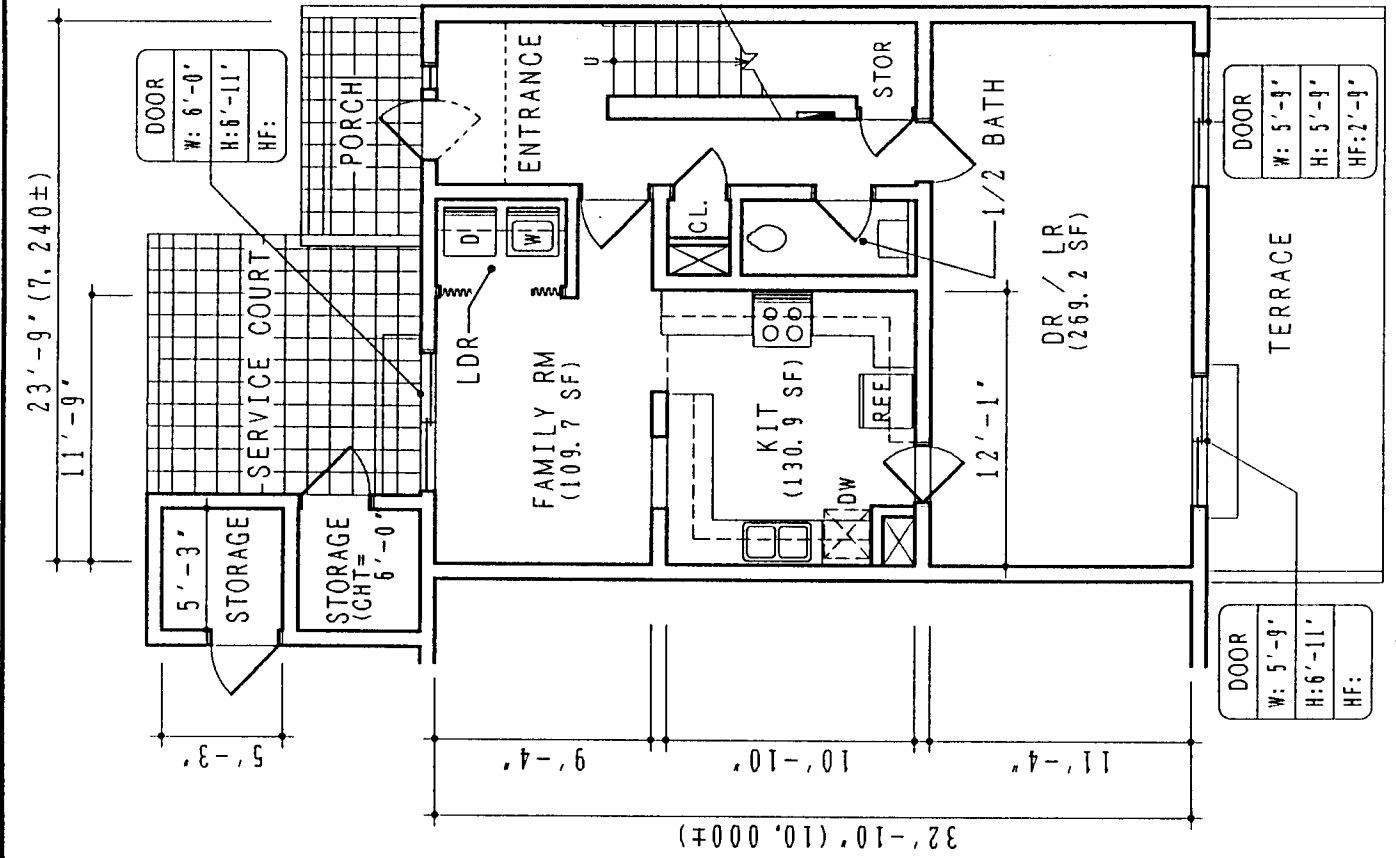 23'-9" (7, 240±)
11'-9"
DOOR
W: 6'-0"
H:6'-11"
HF:
PORCH
SERVICE COURT
5'-3"
STORAGE
STORAGE
(CHT=
6'-0"
ENTRANCE
U
STOR
LDR
D
W
CL.
1/2 BATH
FAMILY RM
(109.7 SF)
KIT
(130.9 SF)
REF
DW
12'-1"
DR / LR
(269.2 SF)
TERRACE
DOOR
W: 5'-9"
H: 5'-9"
HF:2'-9"
DOOR
W: 5'-9"
H:6'-11"
HF:
5'-3"
9'-4"
10'-10"
11'-4"
32'-10" (10, 000±)